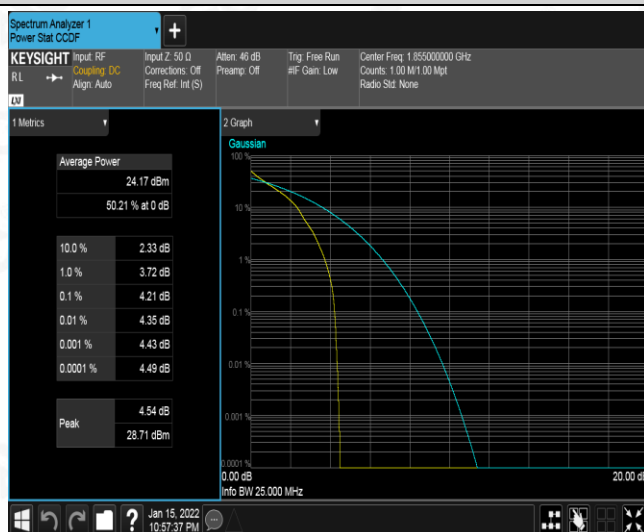 Spectrum Analyzer 1
Power Stat CCDF
+
KEYSIGHT
RL
LXI
Input: RF
Coupling: DC
Align: Auto
Input Z: 50 Ω
Corrections: Off
Freq Ref: Int (S)
Atten: 46 dB
Preamp: Off
Trig: Free Run
#IF Gain: Low
Center Freq: 1.855000000 GHz
Counts: 1.00 M/1.00 Mpt
Radio Std: None
1 Metrics
Average Power
24.17 dBm
50.21 % at 0 dB
10.0 % 2.33 dB
1.0 % 3.72 dB
0.1 % 4.21 dB
0.01 % 4.35 dB
0.001 % 4.43 dB
0.0001 % 4.49 dB
Peak
4.54 dB
28.71 dBm
2 Graph
Gaussian
100 %
10 %
1 %
0.1 %
0.01 %
0.001 %
0.0001 %
0.00 dB
20.00 dB
Info BW 25.000 MHz
?
Jan 15, 2022
10:57:37 PM